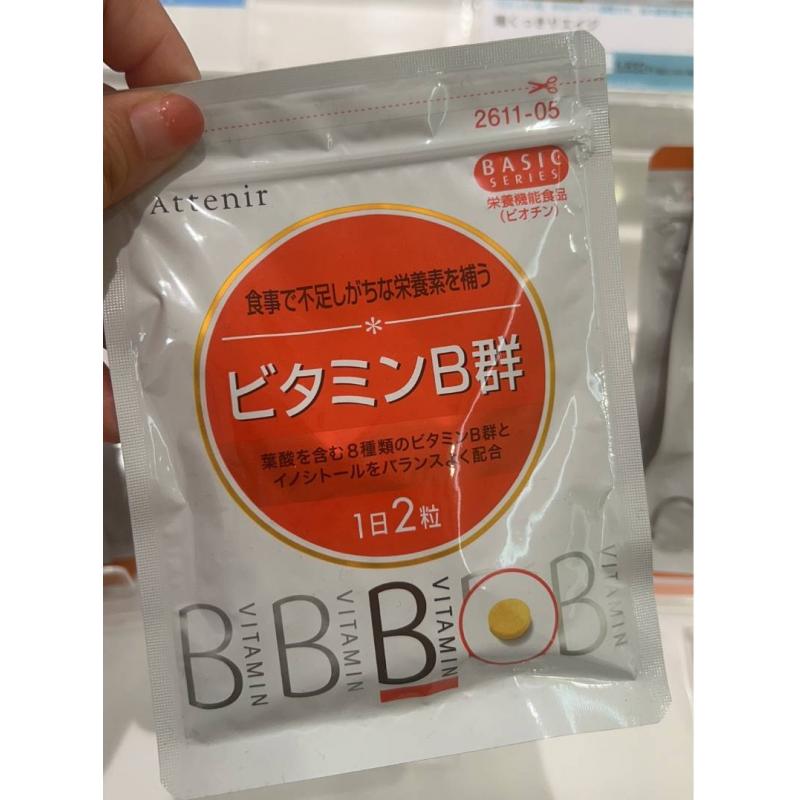 2611-05
BASIC
SERIES
栄養機能食品
(ビオチン)
Attenir
食事で不足しがちな栄養素を補う
*
ビタミンB群
葉酸を含む8種類のビタミンB群と
イノシトールをバランスよく配合
1日2粒
B VITAMIN B VITAMIN B VITAMIN B VITAMIN